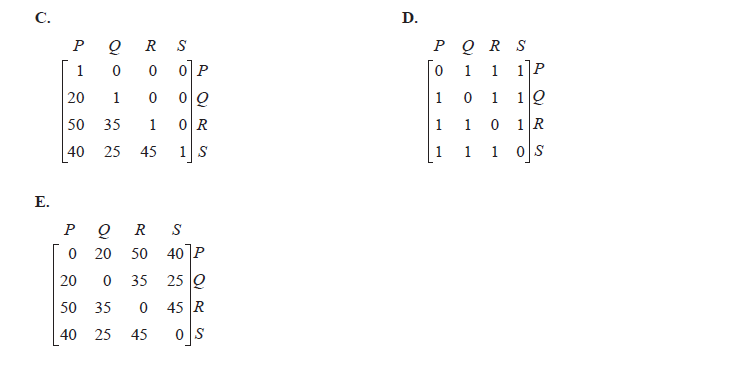 C.
P Q R S
1 0 0 0 P
20 1 0 0 Q
50 35 1 0 R
40 25 45 1 S
D.
P Q R S
0 1 1 1 P
1 0 1 1 Q
1 1 0 1 R
1 1 1 0 S
E.
P Q R S
0 20 50 40 P
20 0 35 25 Q
50 35 0 45 R
40 25 45 0 S